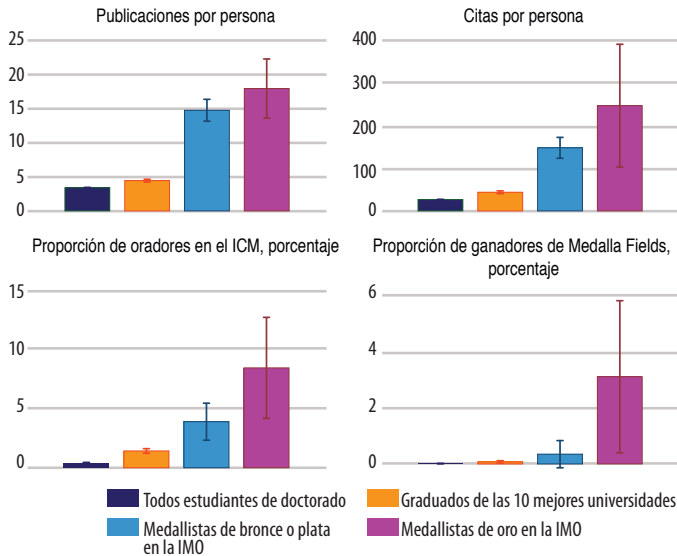 Publicaciones por persona
25
20
15
10
5
0
Citas por persona
400
300
200
100
0
Proporción de oradores en el ICM, porcentaje
15
10
5
0
Proporción de ganadores de Medalla Fields,
porcentaje
6
4
2
0
Todos estudiantes de doctorado
Graduados de las 10 mejores universidades
Medallistas de bronce o plata
en la IMO
Medallistas de oro en la IMO